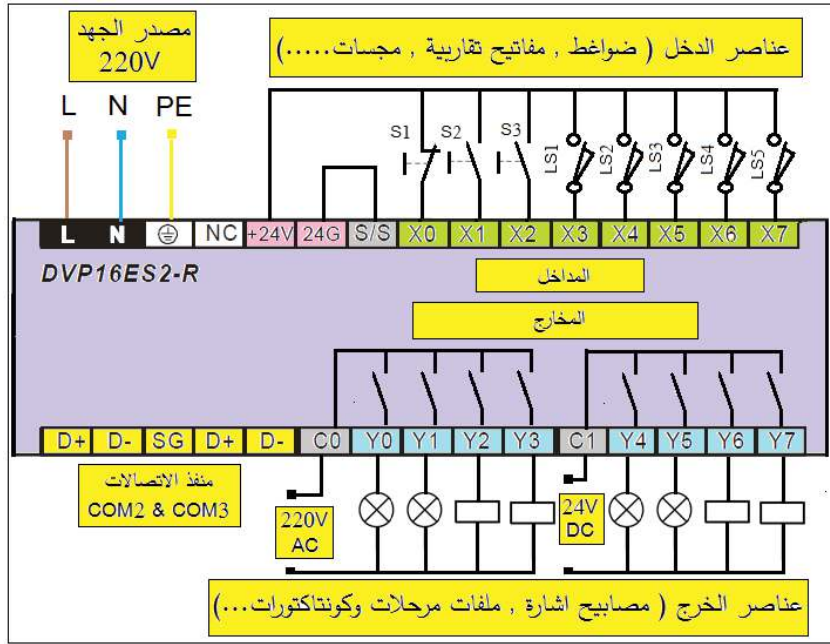 مصدر الجهد
220V
عناصر الدخل ( ضواغط , مفاتيح تقاربية , مجسات .....)
L N PE
S1 S2 S3 LS1 LS2 LS3 LS4 LS5
L N NC +24V 24G S/S X0 X1 X2 X3 X4 X5 X6 X7
DVP16ES2-R
المداخل
المخارج
D+ D- SG D+ D- C0 Y0 Y1 Y2 Y3 C1 Y4 Y5 Y6 Y7
منفذ الاتصالات
COM2 & COM3
220V
AC
24V
DC
عناصر الخرج ( مصابيح اشارة , ملفات مرحلات وكونتاكتورات...)